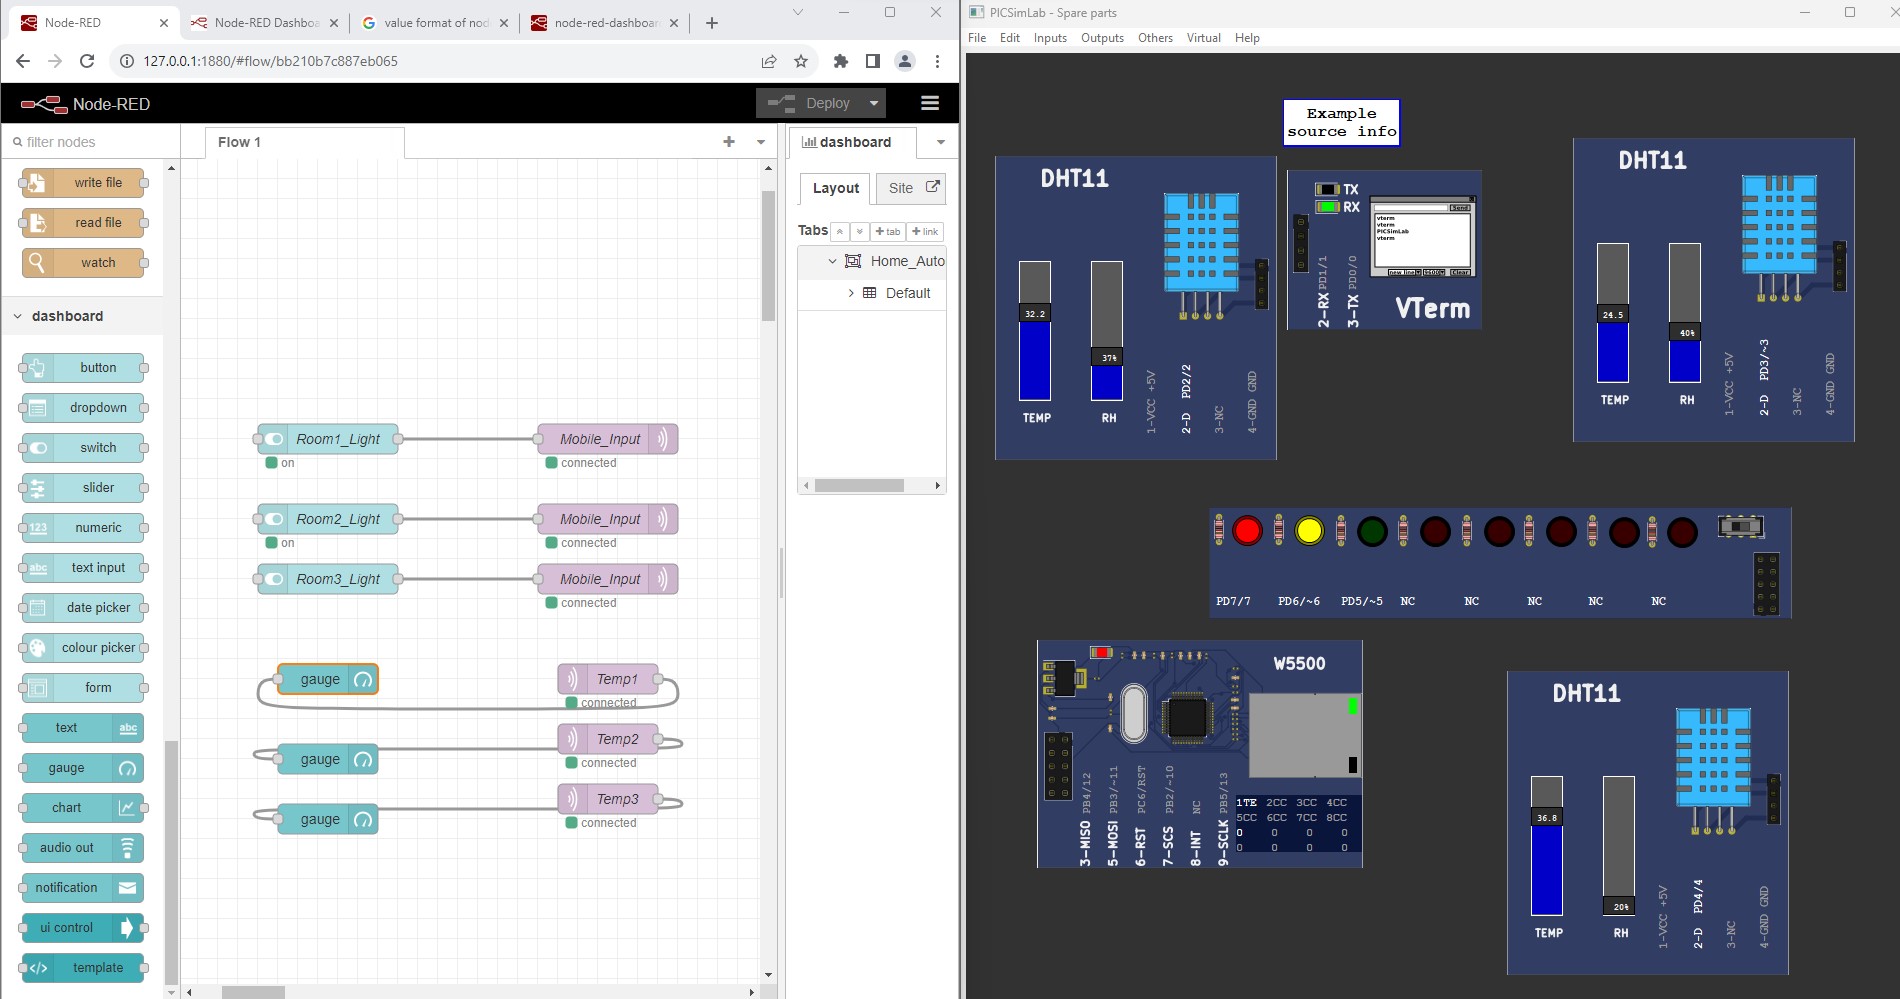 Node-RED
Node-RED Dashboa
value format of nod
node-red-dashboar
127.0.0.1:1880/#flow/bb210b7c887eb065
Node-RED
Deploy
filter nodes
write file
read file
watch
dashboard
button
dropdown
switch
slider
numeric
text input
date picker
colour picker
form
text
gauge
chart
audio out
notification
ui control
template
123
abc
abc
Flow 1
Room1_Light
on
Mobile_Input
connected
Room2_Light
on
Mobile_Input
connected
Room3_Light
Mobile_Input
connected
gauge
Temp1
connected
gauge
Temp2
connected
gauge
Temp3
connected
dashboard
Layout
Site
Tabs
tab
link
Home_Auto
Default
PICSimLab - Spare parts
File Edit Inputs Outputs Others Virtual Help
Example
source info
DHT11
32.2
37%
TEMP
RH
1-VCC +5V
2-D PD2/2
3-NC
4-GND GND
TX
RX
Send
vterm
vterm
PICSimLab
vterm
Clear
2-RX PD1/1
3-TX PD0/0
VTerm
DHT11
24.5
40%
TEMP
RH
1-VCC +5V
2-D PD3/~3
3-NC
4-GND GND
PD7/7 PD6/~6 PD5/~5 NC NC NC NC NC
W5500
3-MISO PB4/12
5-MOSI PB3/~11
6-RST PC6/RST
7-SCS PB2/~10
8-INT NC
9-SCLK PB5/13
1TE 2CC 3CC 4CC
5CC 6CC 7CC 8CC
0 0 0 0
0 0 0 0
DHT11
36.8
20%
TEMP
RH
1-VCC +5V
2-D PD4/4
3-NC
4-GND GND